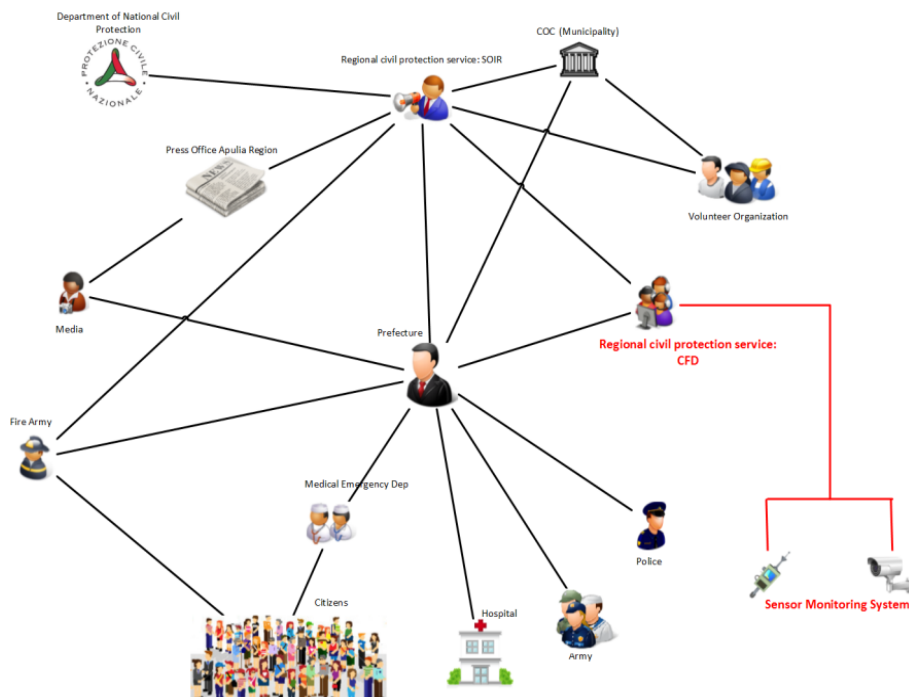 Department of National Civil
Protection
PROTEZIONE CIVILE
NAZIONALE
COC (Municipality)
Regional civil protection service: SOIR
Press Office Apulia Region
NEWS
Volunteer Organization
Media
Prefecture
Regional civil protection service:
CFD
Fire Army
Medical Emergency Dep
Police
Citizens
Hospital
Army
Sensor Monitoring System